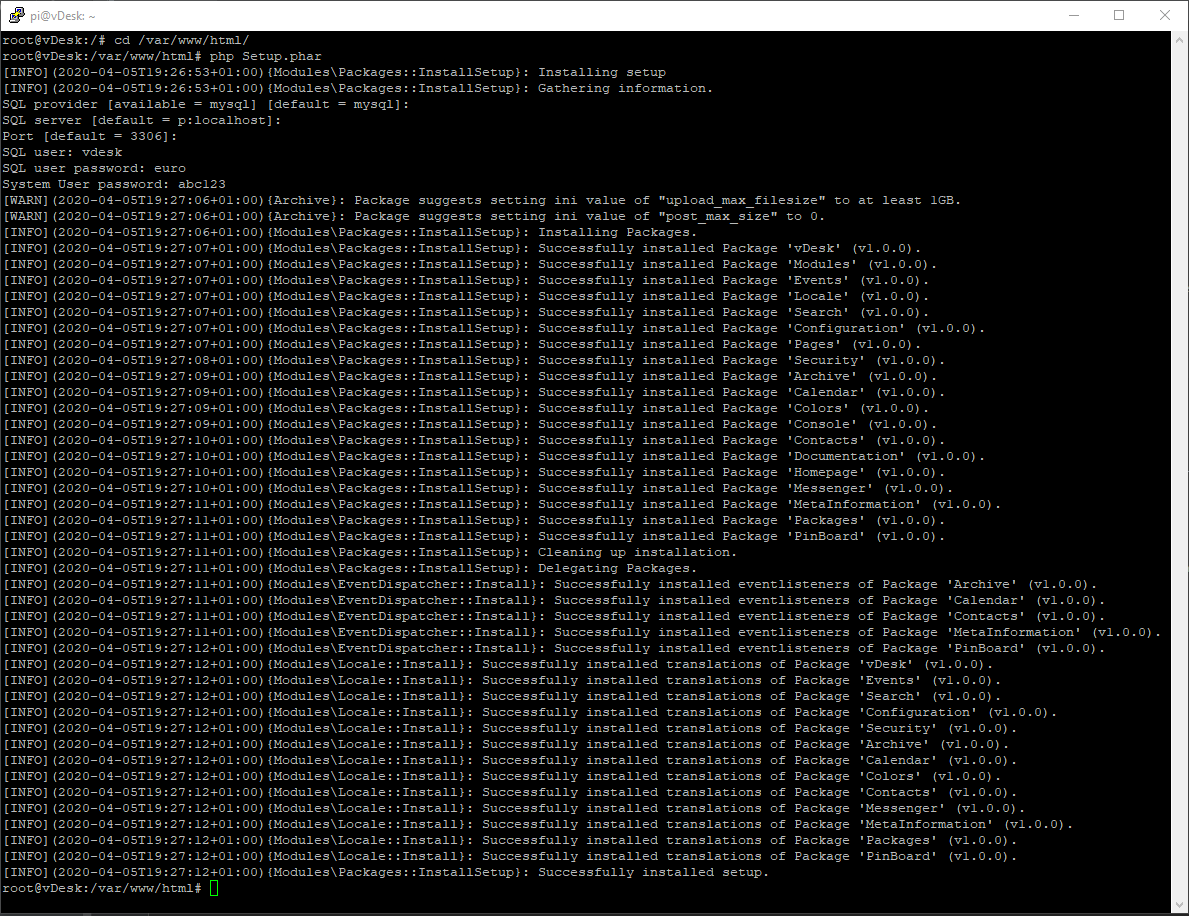 pi@vDesk: ~
root@vDesk:/# cd /var/www/html/
root@vDesk:/var/www/html# php Setup.phar
[INFO](2020-04-05T19:26:53+01:00){Modules\Packages::InstallSetup}: Installing setup
[INFO](2020-04-05T19:26:53+01:00){Modules\Packages::InstallSetup}: Gathering information.
SQL provider [available = mysql] [default = mysql]:
SQL server [default = p:localhost]:
Port [default = 3306]:
SQL user: vdesk
SQL user password: euro
System User password: abc123
[WARN](2020-04-05T19:27:06+01:00){Archive}: Package suggests setting ini value of "upload_max_filesize" to at least 1GB.
[WARN](2020-04-05T19:27:06+01:00){Archive}: Package suggests setting ini value of "post_max_size" to 0.
[INFO](2020-04-05T19:27:06+01:00){Modules\Packages::InstallSetup}: Installing Packages.
[INFO](2020-04-05T19:27:07+01:00){Modules\Packages::InstallSetup}: Successfully installed Package 'vDesk' (v1.0.0).
[INFO](2020-04-05T19:27:07+01:00){Modules\Packages::InstallSetup}: Successfully installed Package 'Modules' (v1.0.0).
[INFO](2020-04-05T19:27:07+01:00){Modules\Packages::InstallSetup}: Successfully installed Package 'Events' (v1.0.0).
[INFO](2020-04-05T19:27:07+01:00){Modules\Packages::InstallSetup}: Successfully installed Package 'Locale' (v1.0.0).
[INFO](2020-04-05T19:27:07+01:00){Modules\Packages::InstallSetup}: Successfully installed Package 'Search' (v1.0.0).
[INFO](2020-04-05T19:27:07+01:00){Modules\Packages::InstallSetup}: Successfully installed Package 'Configuration' (v1.0.0).
[INFO](2020-04-05T19:27:07+01:00){Modules\Packages::InstallSetup}: Successfully installed Package 'Pages' (v1.0.0).
[INFO](2020-04-05T19:27:08+01:00){Modules\Packages::InstallSetup}: Successfully installed Package 'Security' (v1.0.0).
[INFO](2020-04-05T19:27:09+01:00){Modules\Packages::InstallSetup}: Successfully installed Package 'Archive' (v1.0.0).
[INFO](2020-04-05T19:27:09+01:00){Modules\Packages::InstallSetup}: Successfully installed Package 'Calendar' (v1.0.0).
[INFO](2020-04-05T19:27:09+01:00){Modules\Packages::InstallSetup}: Successfully installed Package 'Colors' (v1.0.0).
[INFO](2020-04-05T19:27:09+01:00){Modules\Packages::InstallSetup}: Successfully installed Package 'Console' (v1.0.0).
[INFO](2020-04-05T19:27:10+01:00){Modules\Packages::InstallSetup}: Successfully installed Package 'Contacts' (v1.0.0).
[INFO](2020-04-05T19:27:10+01:00){Modules\Packages::InstallSetup}: Successfully installed Package 'Documentation' (v1.0.0).
[INFO](2020-04-05T19:27:10+01:00){Modules\Packages::InstallSetup}: Successfully installed Package 'Homepage' (v1.0.0).
[INFO](2020-04-05T19:27:10+01:00){Modules\Packages::InstallSetup}: Successfully installed Package 'Messenger' (v1.0.0).
[INFO](2020-04-05T19:27:11+01:00){Modules\Packages::InstallSetup}: Successfully installed Package 'MetaInformation' (v1.0.0).
[INFO](2020-04-05T19:27:11+01:00){Modules\Packages::InstallSetup}: Successfully installed Package 'Packages' (v1.0.0).
[INFO](2020-04-05T19:27:11+01:00){Modules\Packages::InstallSetup}: Successfully installed Package 'PinBoard' (v1.0.0).
[INFO](2020-04-05T19:27:11+01:00){Modules\Packages::InstallSetup}: Cleaning up installation.
[INFO](2020-04-05T19:27:11+01:00){Modules\Packages::InstallSetup}: Delegating Packages.
[INFO](2020-04-05T19:27:11+01:00){Modules\EventDispatcher::Install}: Successfully installed eventlisteners of Package 'Archive' (v1.0.0).
[INFO](2020-04-05T19:27:11+01:00){Modules\EventDispatcher::Install}: Successfully installed eventlisteners of Package 'Calendar' (v1.0.0).
[INFO](2020-04-05T19:27:11+01:00){Modules\EventDispatcher::Install}: Successfully installed eventlisteners of Package 'Contacts' (v1.0.0).
[INFO](2020-04-05T19:27:11+01:00){Modules\EventDispatcher::Install}: Successfully installed eventlisteners of Package 'MetaInformation' (v1.0.0).
[INFO](2020-04-05T19:27:12+01:00){Modules\EventDispatcher::Install}: Successfully installed eventlisteners of Package 'PinBoard' (v1.0.0).
[INFO](2020-04-05T19:27:12+01:00){Modules\Locale::Install}: Successfully installed translations of Package 'vDesk' (v1.0.0).
[INFO](2020-04-05T19:27:12+01:00){Modules\Locale::Install}: Successfully installed translations of Package 'Events' (v1.0.0).
[INFO](2020-04-05T19:27:12+01:00){Modules\Locale::Install}: Successfully installed translations of Package 'Search' (v1.0.0).
[INFO](2020-04-05T19:27:12+01:00){Modules\Locale::Install}: Successfully installed translations of Package 'Configuration' (v1.0.0).
[INFO](2020-04-05T19:27:12+01:00){Modules\Locale::Install}: Successfully installed translations of Package 'Security' (v1.0.0).
[INFO](2020-04-05T19:27:12+01:00){Modules\Locale::Install}: Successfully installed translations of Package 'Archive' (v1.0.0).
[INFO](2020-04-05T19:27:12+01:00){Modules\Locale::Install}: Successfully installed translations of Package 'Calendar' (v1.0.0).
[INFO](2020-04-05T19:27:12+01:00){Modules\Locale::Install}: Successfully installed translations of Package 'Colors' (v1.0.0).
[INFO](2020-04-05T19:27:12+01:00){Modules\Locale::Install}: Successfully installed translations of Package 'Contacts' (v1.0.0).
[INFO](2020-04-05T19:27:12+01:00){Modules\Locale::Install}: Successfully installed translations of Package 'Messenger' (v1.0.0).
[INFO](2020-04-05T19:27:12+01:00){Modules\Locale::Install}: Successfully installed translations of Package 'MetaInformation' (v1.0.0).
[INFO](2020-04-05T19:27:12+01:00){Modules\Locale::Install}: Successfully installed translations of Package 'Packages' (v1.0.0).
[INFO](2020-04-05T19:27:12+01:00){Modules\Locale::Install}: Successfully installed translations of Package 'PinBoard' (v1.0.0).
[INFO](2020-04-05T19:27:12+01:00){Modules\Packages::InstallSetup}: Successfully installed setup.
root@vDesk:/var/www/html#